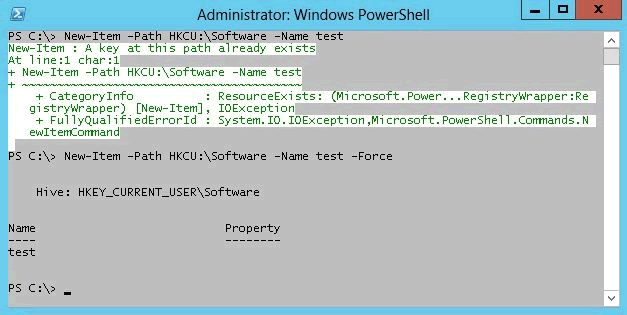 Administrator: Windows PowerShell
PS C:\> New-Item -Path HKCU:\Software -Name test
New-Item : A key at this path already exists
At line:1 char:1
+ New-Item -Path HKCU:\Software -Name test
+ ~~~~~~~~~~~~~~~~~~~~~~~~~~~~~~~~~~~~~~~~
    + CategoryInfo          : ResourceExists: (Microsoft.Power...RegistryWrapper:Re
   gistryWrapper) [New-Item], IOException
    + FullyQualifiedErrorId : System.IO.IOException,Microsoft.PowerShell.Commands.N
   ewItemCommand
PS C:\> New-Item -Path HKCU:\Software -Name test -Force
    Hive: HKEY_CURRENT_USER\Software
Name                           Property
----                           --------
test
PS C:\> _